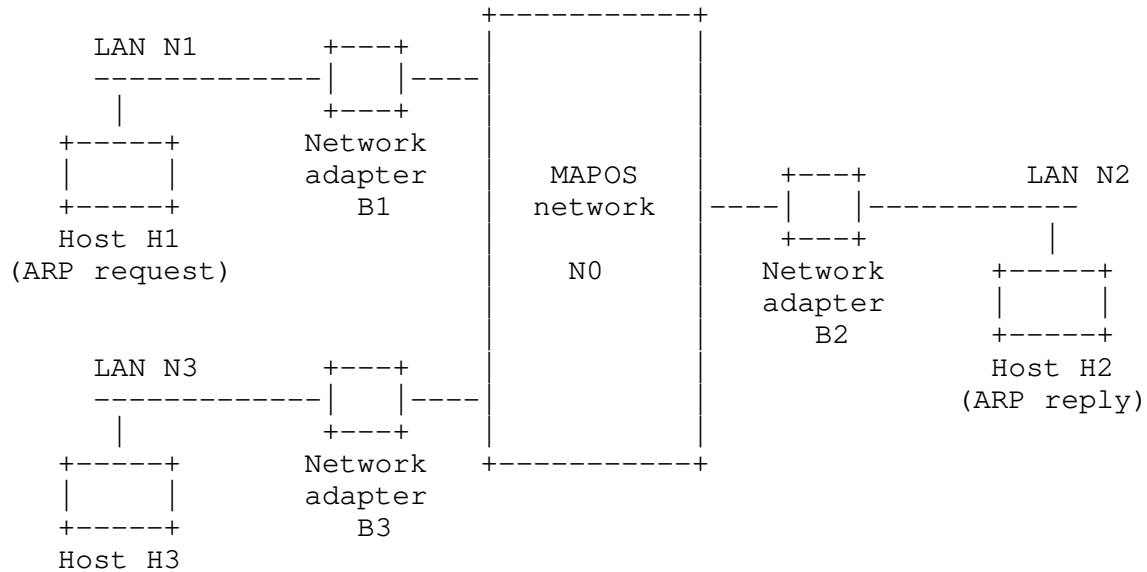 LAN N1
Network
adapter
B1
Host H1
(ARP request)
MAPOS
network
N0
LAN N2
Network
adapter
B2
Host H2
(ARP reply)
LAN N3
Network
adapter
B3
Host H3